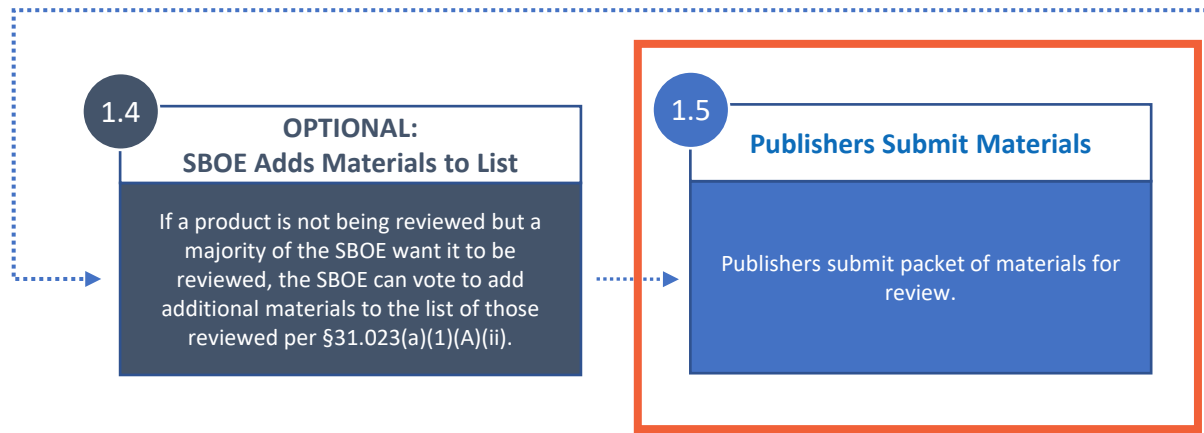 1.4
OPTIONAL:
SBOE Adds Materials to List
If a product is not being reviewed but a
majority of the SBOE want it to be
reviewed, the SBOE can vote to add
additional materials to the list of those
reviewed per §31.023(a)(1)(A)(ii).
1.5
Publishers Submit Materials
Publishers submit packet of materials for
review.